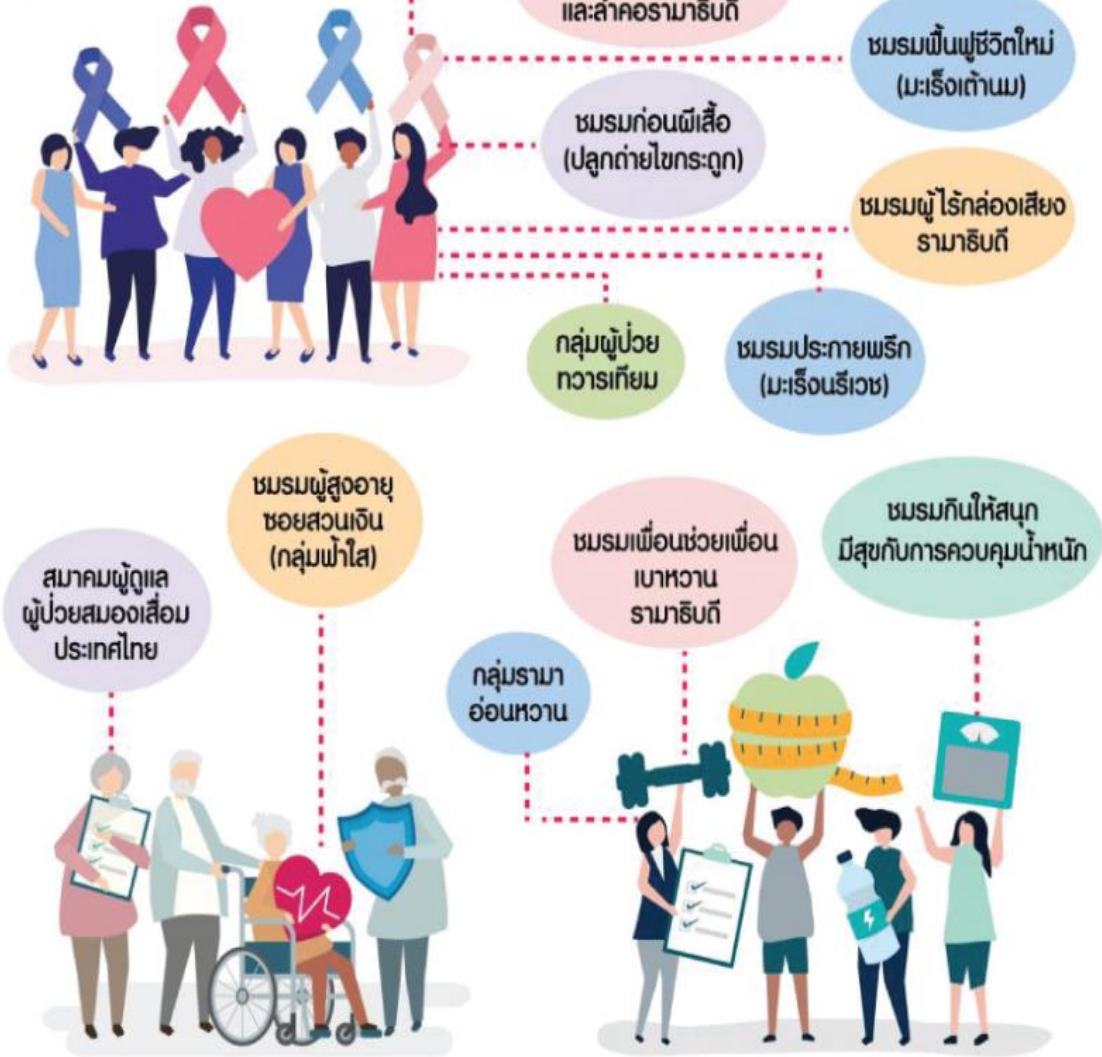 และลำคอรามาธิบดี
ชมรมฟื้นฟูชีวิตใหม่
(มะเร็งเต้านม)
ชมรมก่อนผีเสื้อ
(ปลูกถ่ายไขกระดูก)
ชมรมผู้ไร้กล่องเสียง
รามาธิบดี
กลุ่มผู้ป่วย
ทวารเทียม
ชมรมประกายพรึก
(มะเร็งนรีเวช)
ชมรมผู้สูงอายุ
ซอยสวนเงิน
(กลุ่มฟ้าใส)
สมาคมผู้ดูแล
ผู้ป่วยสมองเสื่อม
ประเทศไทย
ชมรมเพื่อนช่วยเพื่อน
เบาหวาน
รามาธิบดี
ชมรมกินให้สนุก
มีสุขกับการควบคุมน้ำหนัก
กลุ่มรามา
อ่อนหวาน